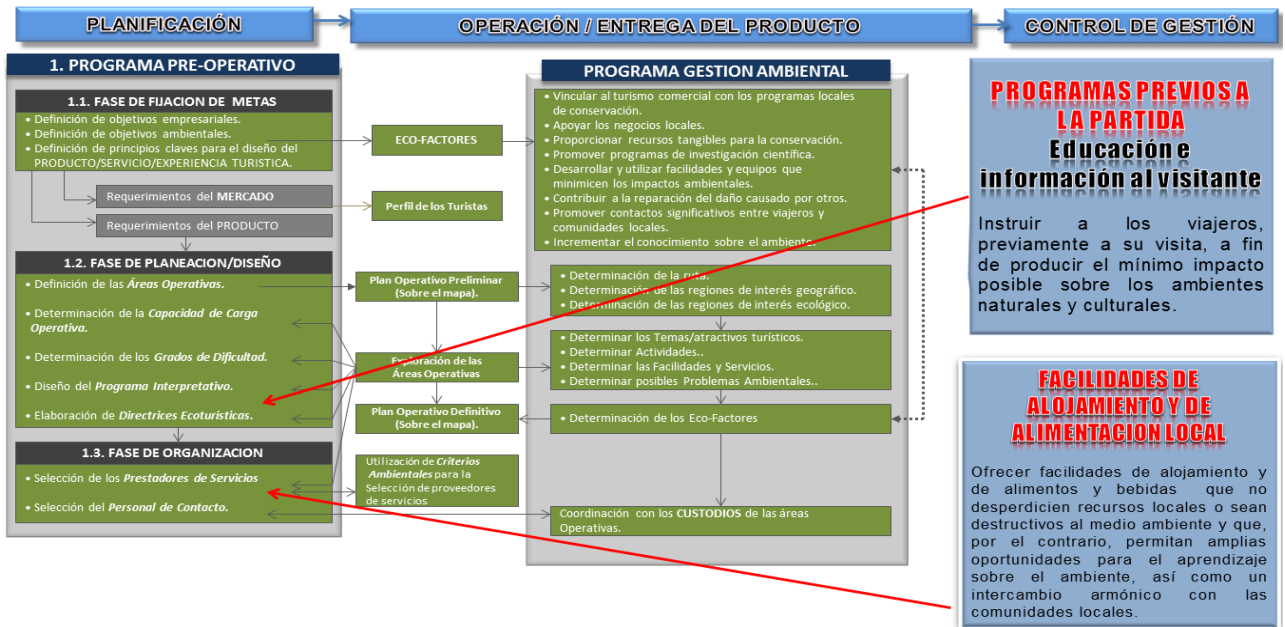 PLANIFICACIÓN
OPERACIÓN / ENTREGA DEL PRODUCTO
CONTROL DE GESTIÓN
1. PROGRAMA PRE-OPERATIVO
1.1. FASE DE FIJACION DE METAS
• Definición de objetivos empresariales.
• Definición de objetivos ambientales.
• Definición de principios claves para el diseño del
PRODUCTO/SERVICIO/EXPERIENCIA TURISTICA.
Requerimientos del MERCADO
Requerimientos del PRODUCTO
1.2. FASE DE PLANEACION/DISEÑO
• Definición de las Áreas Operativas.
• Determinación de la Capacidad de Carga
Operativa.
• Determinación de los Grados de Dificultad.
• Diseño del Programa Interpretativo.
• Elaboración de Directrices Ecoturísticas.
1.3. FASE DE ORGANIZACION
• Selección de los Prestadores de Servicios
• Selección del Personal de Contacto.
ECO-FACTORES
Perfil de los Turistas
Plan Operativo Preliminar
(Sobre el mapa).
Exploración de las
Áreas Operativas
Plan Operativo Definitivo
(Sobre el mapa).
Utilización de Criterios
Ambientales para la
Selección de proveedores
de servicios
PROGRAMA GESTION AMBIENTAL
• Vincular al turismo comercial con los programas locales
de conservación.
• Apoyar los negocios locales.
• Proporcionar recursos tangibles para la conservación.
• Promover programas de investigación científica.
• Desarrollar y utilizar facilidades y equipos que
minimicen los impactos ambientales.
• Contribuir a la reparación del daño causado por otros.
• Promover contactos significativos entre viajeros y
comunidades locales.
• Incrementar el conocimiento sobre el ambiente.
• Determinación de la ruta.
• Determinación de las regiones de interés geográfico.
• Determinación de las regiones de interés ecológico.
• Determinar los Temas/atractivos turísticos.
• Determinar Actividades..
• Determinar las Facilidades y Servicios.
• Determinar posibles Problemas Ambientales..
• Determinación de los Eco-Factores
Coordinación con los CUSTODIOS de las áreas
Operativas.
PROGRAMAS PREVIOS A
LA PARTIDA
Educación e
información al visitante
Instruir a los viajeros,
previamente a su visita, a fin
de producir el mínimo impacto
posible sobre los ambientes
naturales y culturales.
FACILIDADES DE
ALOJAMIENTO Y DE
ALIMENTACION LOCAL
Ofrecer facilidades de alojamiento y
de alimentos y bebidas que no
desperdicien recursos locales o sean
destructivos al medio ambiente y que,
por el contrario, permitan amplias
oportunidades para el aprendizaje
sobre el ambiente, así como un
intercambio armónico con las
comunidades locales.